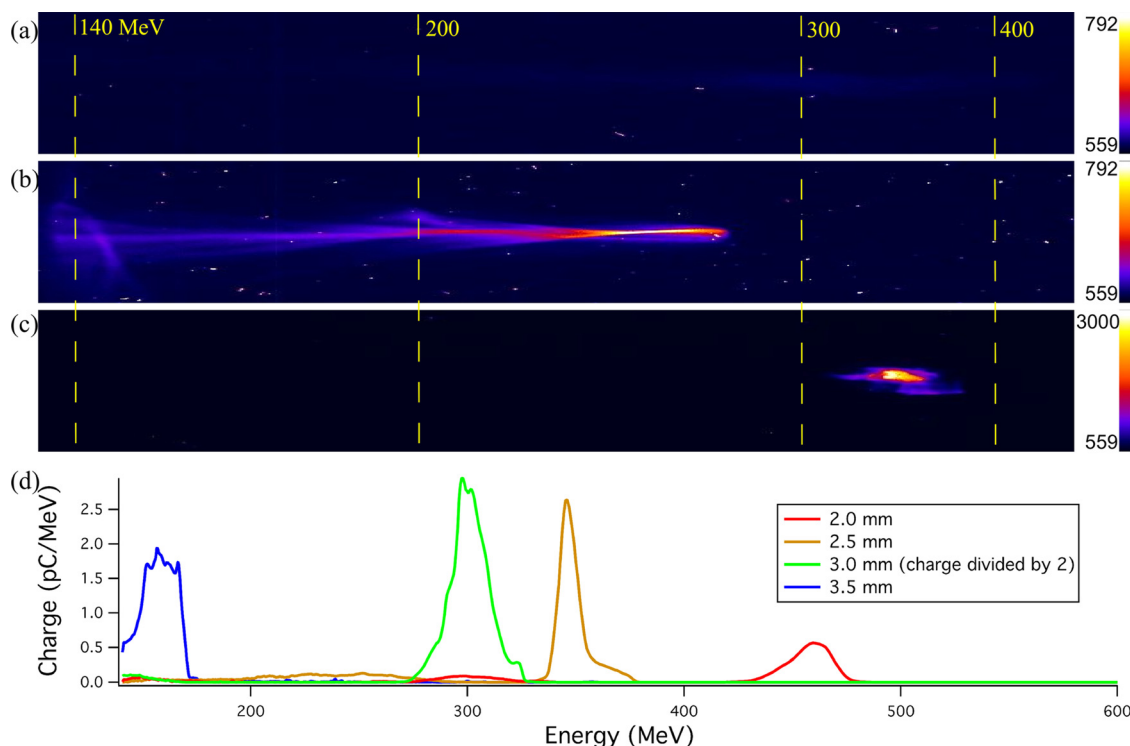 (a)
140 MeV
200
300
400
792
559
(b)
792
559
(c)
3000
559
(d)
Charge (pC/MeV)
2.5
2.0
1.5
1.0
0.5
0.0
2.0 mm
2.5 mm
3.0 mm (charge divided by 2)
3.5 mm
200
300
400
500
600
Energy (MeV)